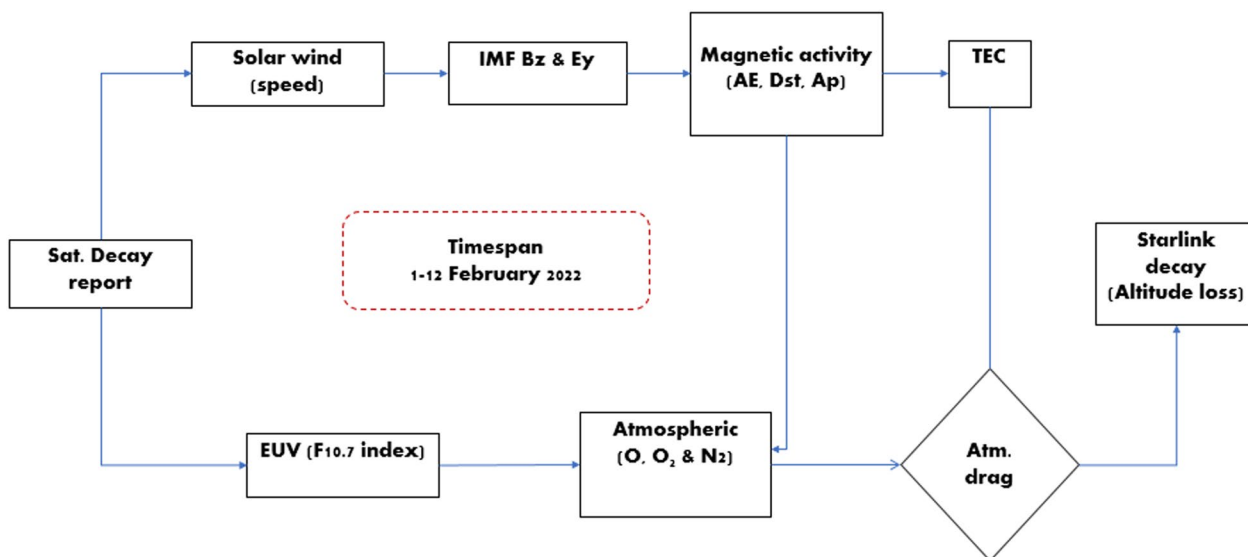 Solar wind
(speed)
IMF Bz & Ey
Magnetic activity
(AE, Dst, Ap)
TEC
Timespan
1-12 February 2022
Sat. Decay
report
Starlink
decay
(Altitude loss)
EUV (F10.7 index)
Atmospheric
(O, O₂ & N2)
Atm.
drag